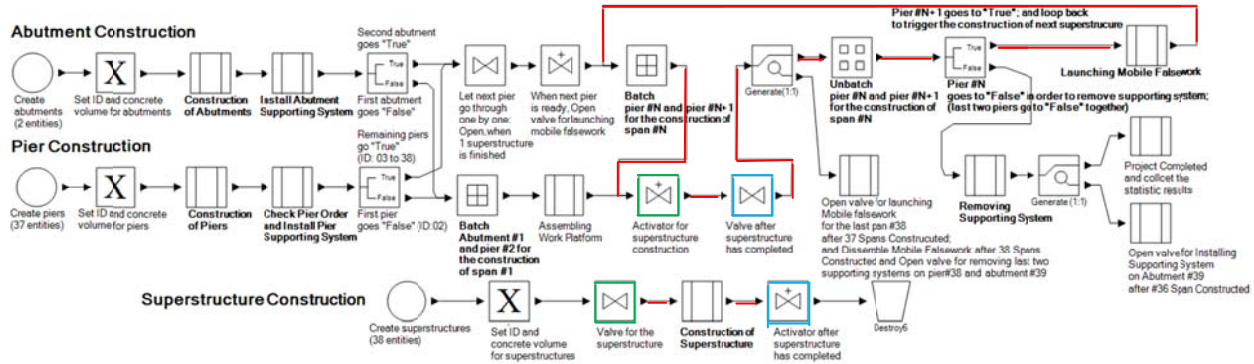 Pier #N+1 goes to "True"; and loop back
to trigger the construction of next superstrucure
Abutment Construction
Second abutment
goes "True"
True
False
True
False
Create
abutments
(2 entities)
Set ID and concrete
volume for abutments
Construction
of Abutments
Install Abutment
Supporting System
First abutment
goes "False"
Let next pier
go through
one by one:
Open,when
1 superstructure
is finished
When next pier
is ready, Open
valve forlaunching
mobile falsework
Batch
pier #N and pier #N+1
for the construction of
span #N
Generate(1:1)
Unbatch
pier #N and pier #N+1
for the construction of
span #N
Pier #N
goes to "False" in order to remove supporting system;
(last two piers go to "False" together)
Launching Mobile Falsework
Remaining piers
go "True"
(ID: 03 to 38)
Pier Construction
True
False
Create piers
(37 entities)
Set ID and concrete
volume for piers
Construction
of Piers
Check Pier Order
and Install Pier
Supporting System
First pier
goes "False" (ID:02)
Batch
Abutment #1
and pier #2 for
the construction
of span #1
Assembling
Work Platform
Activator for
superstructure
construction
Valve after
superstructure
has completed
Open valve for launching
Mobile falsework
for the last pan #38
after 37 Spans Constructed;
and Dissemble Mobile Falsework after 38 Spans
Constructed and Open valve for removing last two
supporting systems on pier#38 and abutment #39
Removing
Supporting System
Generate (1:1)
Project Completed
and collcet the
statistic results
Open valve for Installing
Supporting System
on Abutment #39
after #36 Span Constructed
Superstructure Construction
Create superstructures
(38 entities)
Set ID and
concrete volume
for superstructures
Valve for the
superstructure
Construction of
Superstructure
Activator after
superstructure
has completed
Destroy6